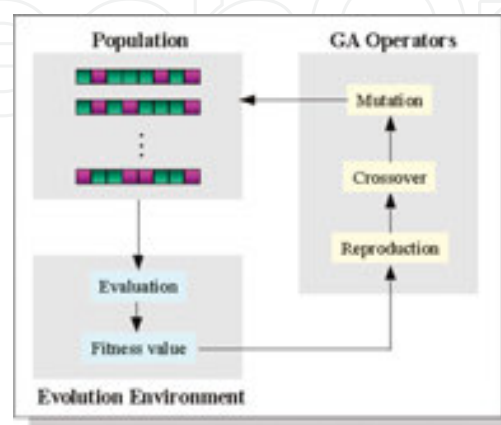 Population
GA Operators
Mutation
Crossover
Reproduction
Evaluation
Fitness value
Evolution Environment